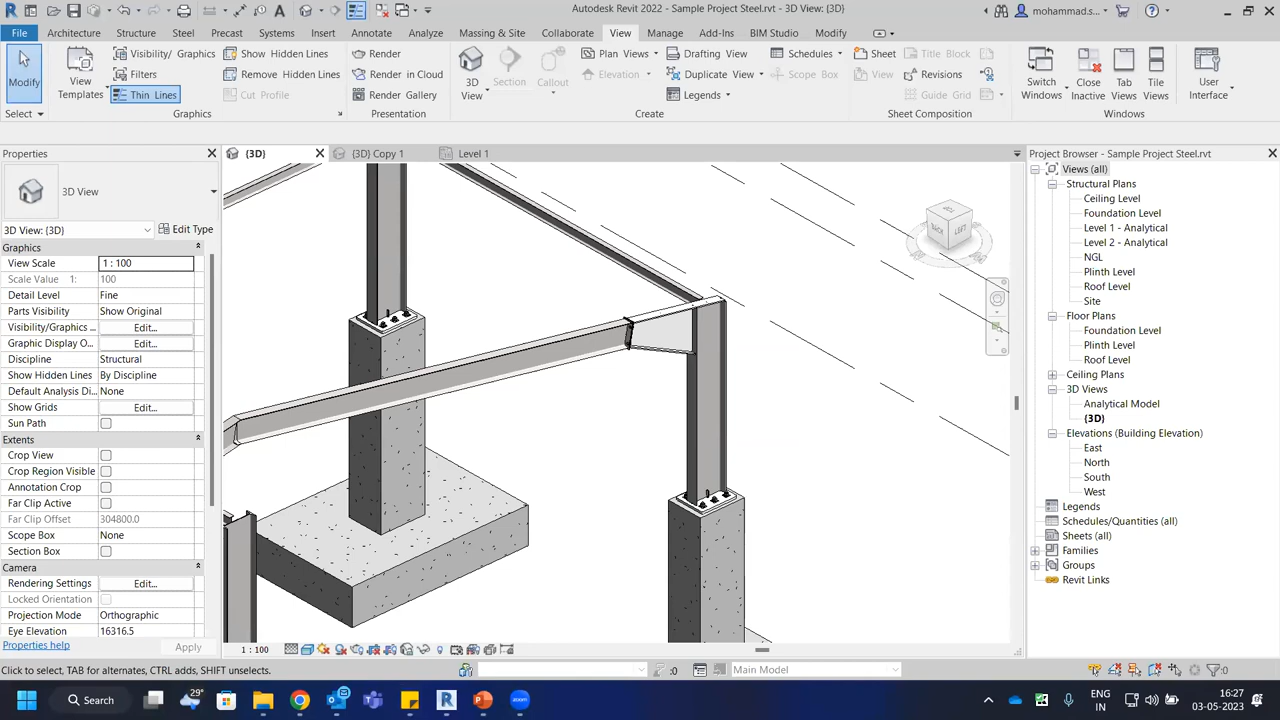 Autodesk Revit 2022 - Sample Project Steel.rvt - 3D View: {3D}
mohammad.s...
File Architecture Structure Steel Precast Systems Insert Annotate Analyze Massing & Site Collaborate View Manage Add-Ins BIM Studio Modify
Modify
View Templates
Visibility/ Graphics
Filters
Thin Lines
Show Hidden Lines
Remove Hidden Lines
Cut Profile
Render
Render in Cloud
Render Gallery
3D View
Section
Callout
Plan Views
Elevation
Drafting View
Duplicate View
Legends
Schedules
Scope Box
Sheet
View
Title Block
Revisions
Guide Grid
Switch Windows
Close Inactive
Tab Views
Tile Views
User Interface
Select Graphics Presentation Create Sheet Composition Windows
Properties
{3D} {3D} Copy 1 Level 1
Project Browser - Sample Project Steel.rvt
3D View
3D View: {3D} Edit Type
Graphics
View Scale 1 : 100
Scale Value 1: 100
Detail Level Fine
Parts Visibility Show Original
Visibility/Graphics ... Edit...
Graphic Display O... Edit...
Discipline Structural
Show Hidden Lines By Discipline
Default Analysis Di... None
Show Grids Edit...
Sun Path
Extents
Crop View
Crop Region Visible
Annotation Crop
Far Clip Active
Far Clip Offset 304800.0
Scope Box None
Section Box
Camera
Rendering Settings Edit...
Locked Orientation
Projection Mode Orthographic
Eye Elevation 16316.5
Properties help Apply
BACK LEFT
Views (all)
Structural Plans
Ceiling Level
Foundation Level
Level 1 - Analytical
Level 2 - Analytical
NGL
Plinth Level
Roof Level
Site
Floor Plans
Foundation Level
Plinth Level
Roof Level
Ceiling Plans
3D Views
Analytical Model
{3D}
Elevations (Building Elevation)
East
North
South
West
Legends
Schedules/Quantities (all)
Sheets (all)
Families
Groups
Revit Links
1 : 100
Click to select, TAB for alternates, CTRL adds, SHIFT unselects.
:0
Main Model
:0
Search
29°
ENG
IN
16:27
03-05-2023